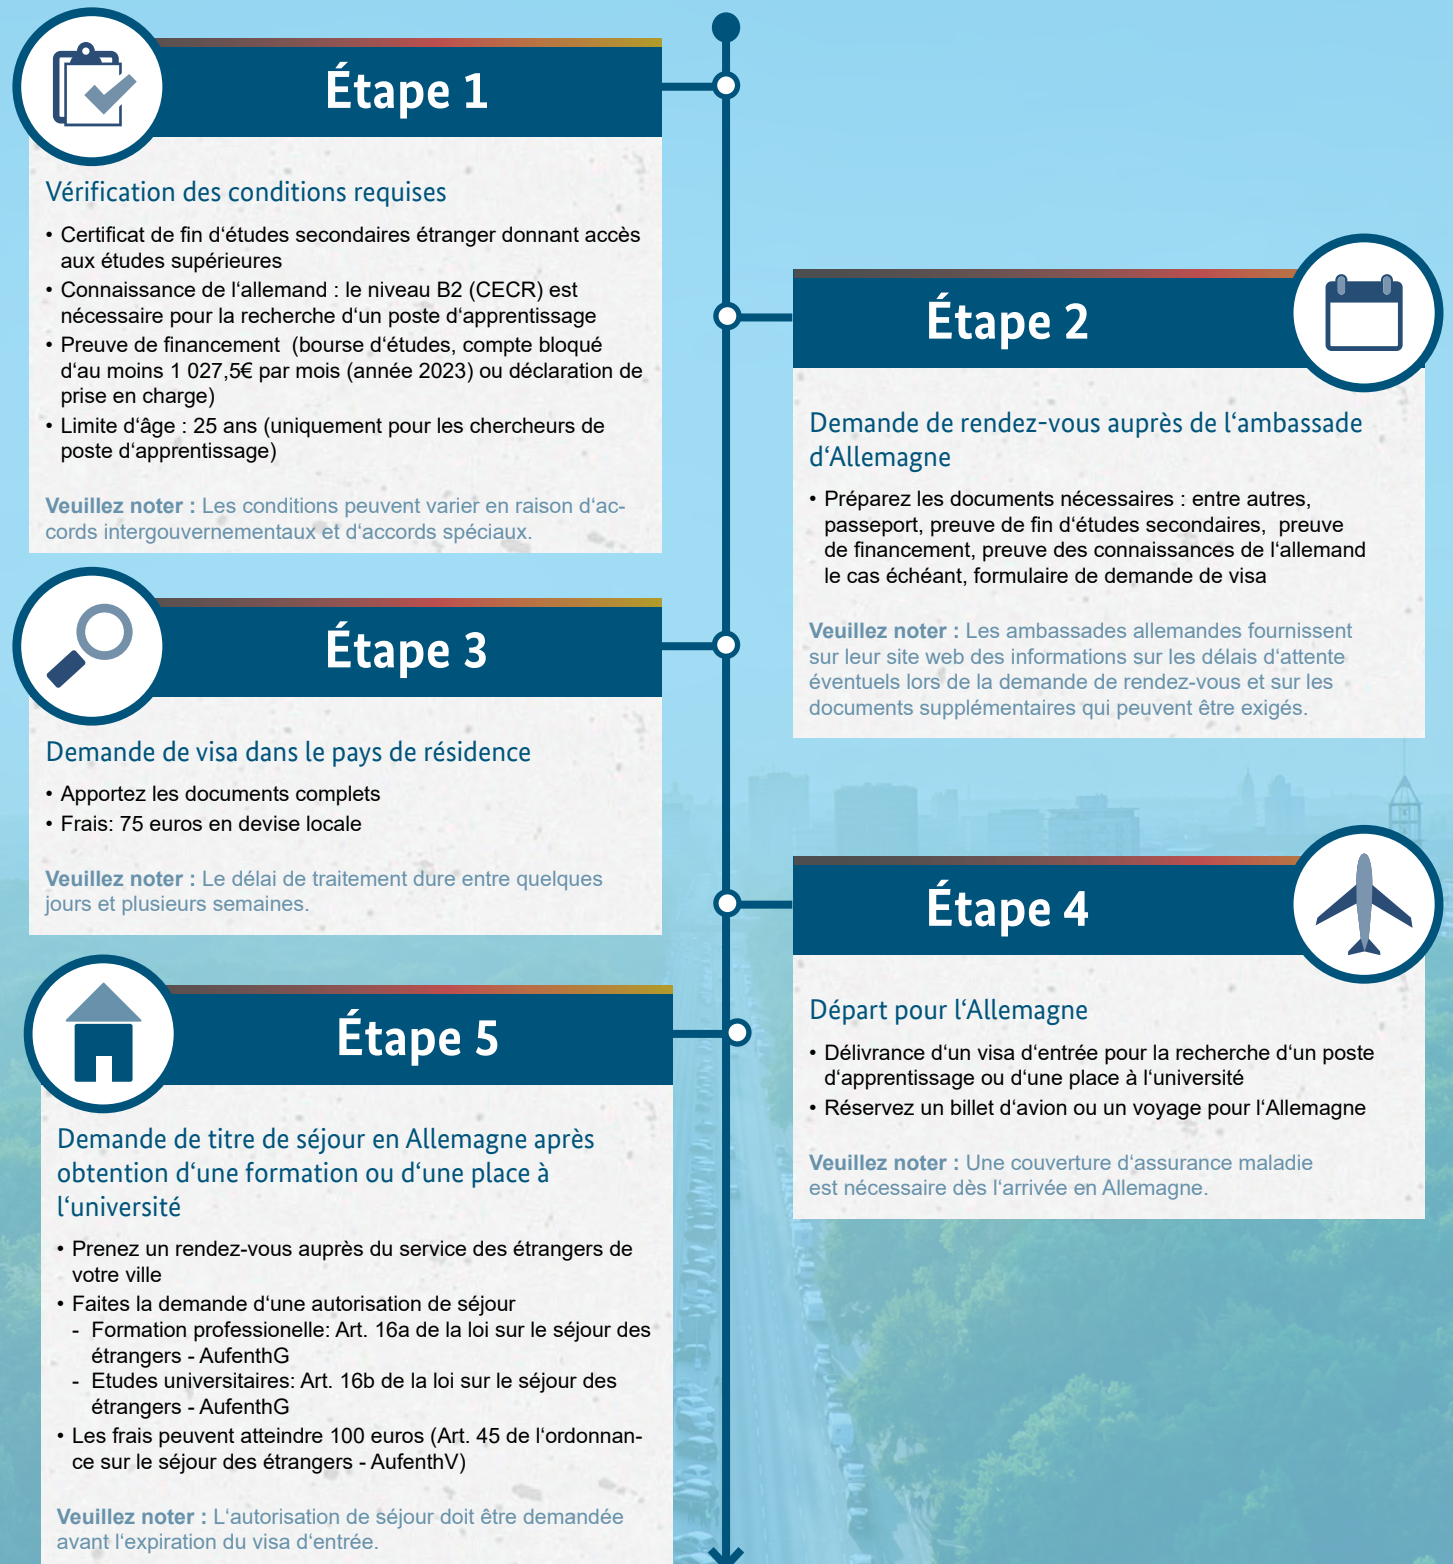 Étape 1
Vérification des conditions requises
• Certificat de fin d‘études secondaires étranger donnant accès
aux études supérieures
• Connaissance de l‘allemand : le niveau B2 (CECR) est
nécessaire pour la recherche d‘un poste d‘apprentissage
• Preuve de financement  (bourse d‘études, compte bloqué
d‘au moins 1 027,5€ par mois (année 2023) ou déclaration de
prise en charge)
• Limite d‘âge : 25 ans (uniquement pour les chercheurs de
poste d‘apprentissage)
Veuillez noter : Les conditions peuvent varier en raison d‘ac-
cords intergouvernementaux et d‘accords spéciaux.
Étape 2
Demande de rendez-vous auprès de l‘ambassade
d‘Allemagne
• Préparez les documents nécessaires : entre autres,
passeport, preuve de fin d‘études secondaires,  preuve
de financement, preuve des connaissances de l‘allemand
le cas échéant, formulaire de demande de visa
Veuillez noter : Les ambassades allemandes fournissent
sur leur site web des informations sur les délais d‘attente
éventuels lors de la demande de rendez-vous et sur les
documents supplémentaires qui peuvent être exigés.
Étape 3
Demande de visa dans le pays de résidence
• Apportez les documents complets
• Frais: 75 euros en devise locale
Veuillez noter : Le délai de traitement dure entre quelques
jours et plusieurs semaines.
Étape 4
Départ pour l‘Allemagne
• Délivrance d‘un visa d‘entrée pour la recherche d‘un poste
d‘apprentissage ou d‘une place à l‘université
• Réservez un billet d‘avion ou un voyage pour l‘Allemagne
Veuillez noter : Une couverture d‘assurance maladie
est nécessaire dès l‘arrivée en Allemagne.
Étape 5
Demande de titre de séjour en Allemagne après
obtention d‘une formation ou d‘une place à
l‘université
• Prenez un rendez-vous auprès du service des étrangers de
votre ville
• Faites la demande d‘une autorisation de séjour
- Formation professionelle: Art. 16a de la loi sur le séjour des
étrangers - AufenthG
- Etudes universitaires: Art. 16b de la loi sur le séjour des
étrangers - AufenthG
• Les frais peuvent atteindre 100 euros (Art. 45 de l‘ordonnan-
ce sur le séjour des étrangers - AufenthV)
Veuillez noter : L‘autorisation de séjour doit être demandée
avant l‘expiration du visa d‘entrée.